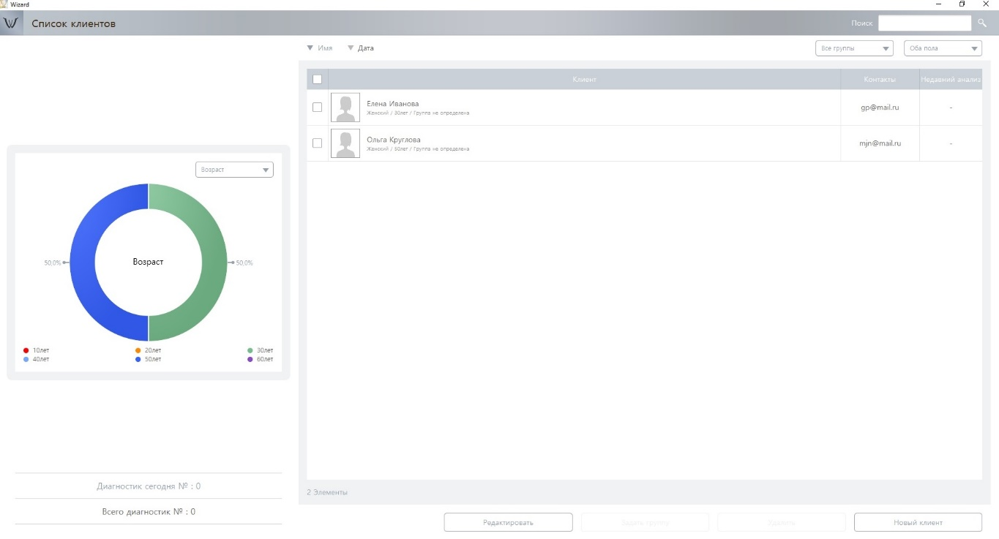 Wizard
Список клиентов
Поиск
Имя
Дата
Все группы
Оба пола
Клиент
Контакты
Недавний анализ
Елена Иванова
Женский / 30лет / Группа не определена
gp@mail.ru
-
Ольга Круглова
Женский / 50лет / Группа не определена
mjn@mail.ru
-
Возраст
50,0%
Возраст
50,0%
10лет
20лет
30лет
40лет
50лет
60лет
Диагностик сегодня № : 0
Всего диагностик № : 0
2 Элементы
Редактировать
Задать группу
Удалить
Новый клиент